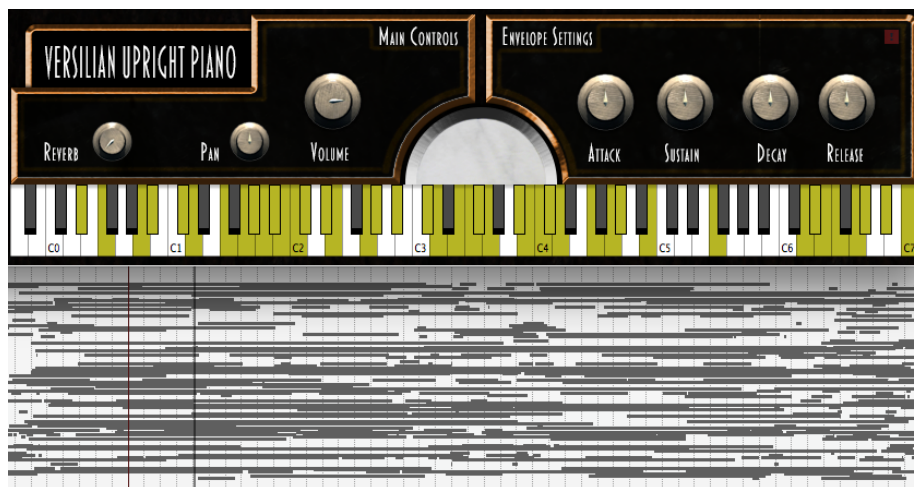 VERSILIAN UPRIGHT PIANO
MAIN CONTROLS
REVERB
PAN
VOLUME
ENVELOPE SETTINGS
ATTACK
SUSTAIN
DECAY
RELEASE
C0
C1
C2
C3
C4
C5
C6
C7